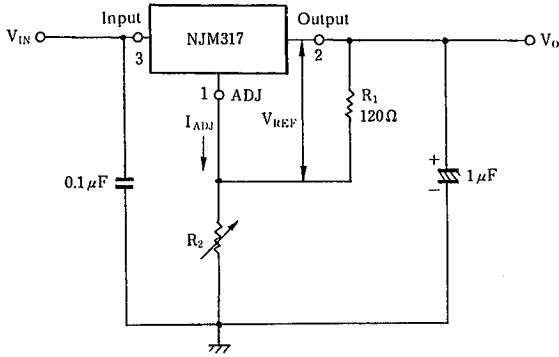 Input
Output
V_IN
NJM317
V_O
3
2
1
ADJ
R_1
120Ω
I_ADJ
V_REF
0.1μF
+
−
1μF
R_2